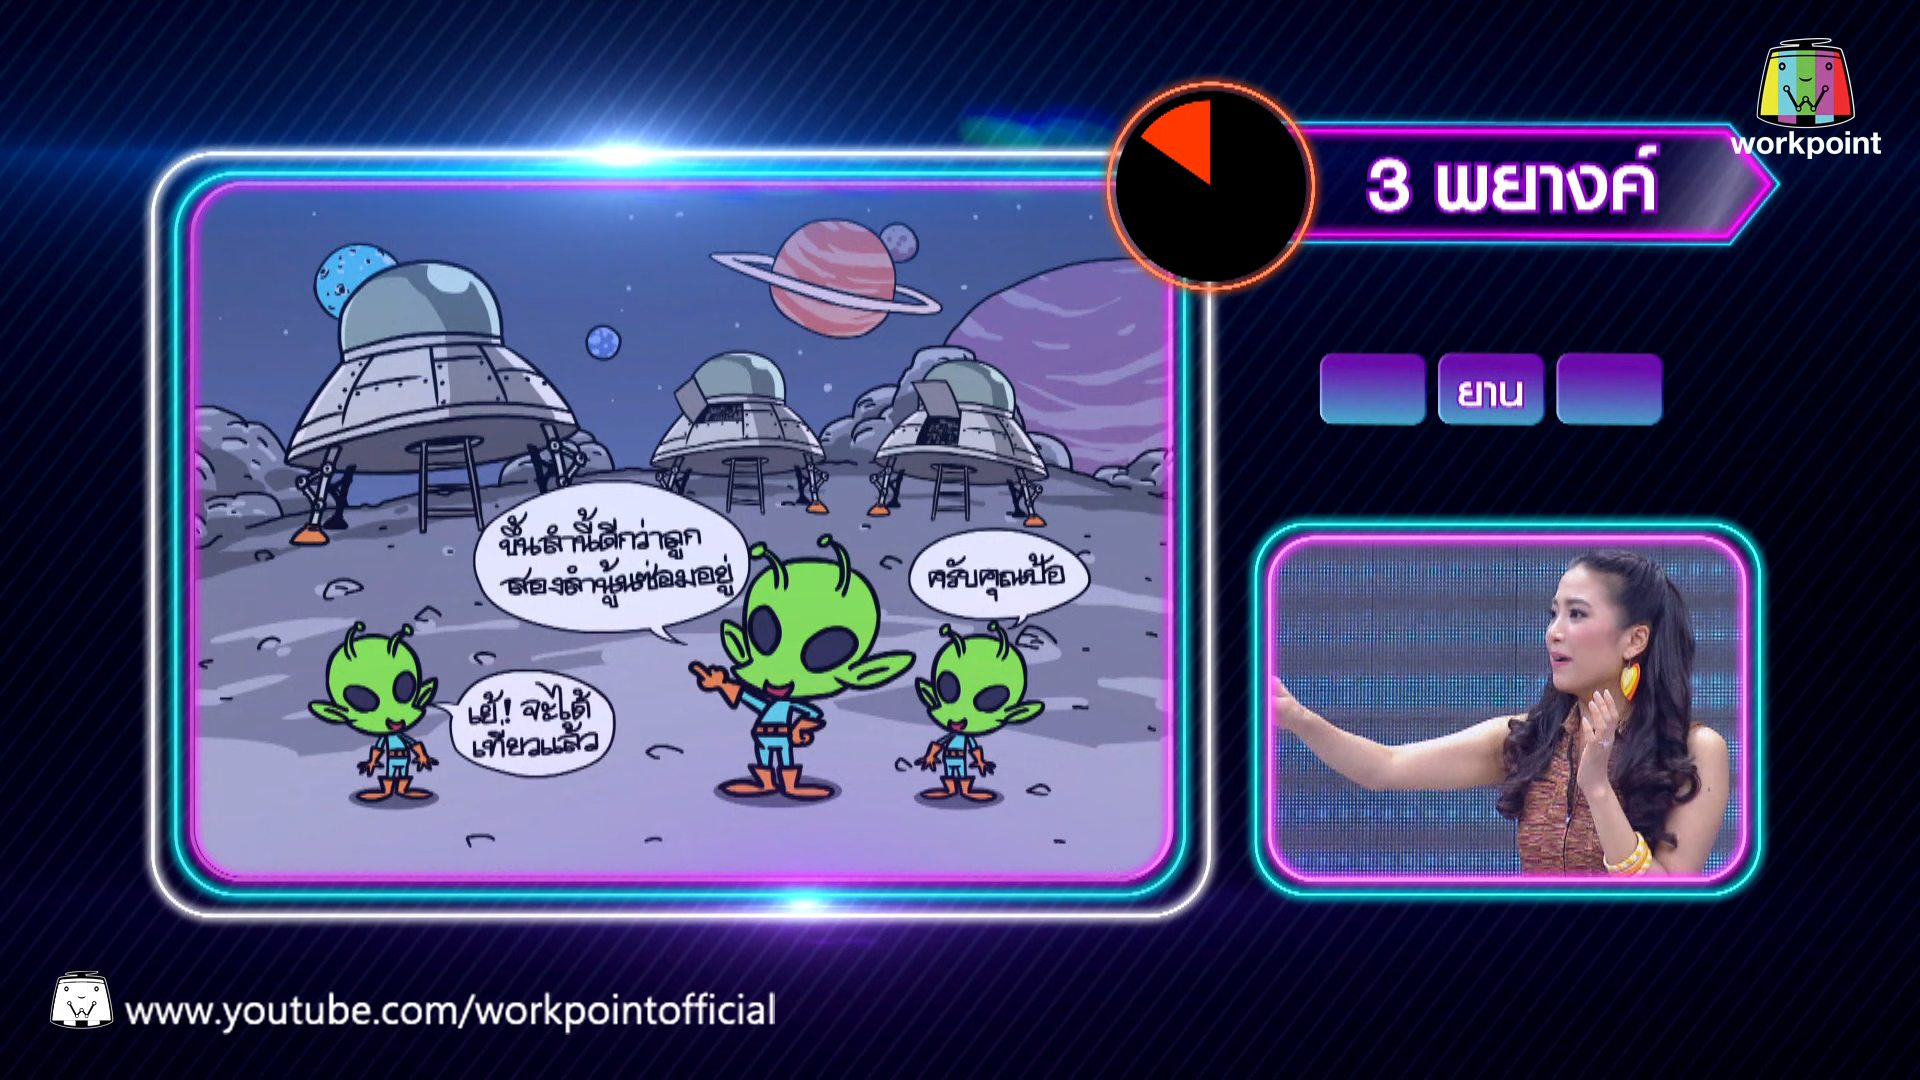 workpoint
3 พยางค์
ยาน
ขึ้นลำนี้ดีกว่าลูก
สองลำนู้นซ่อมอยู่
ครับคุณป้อ
เย้! จะได้
เที่ยวแล้ว
www.youtube.com/workpointofficial